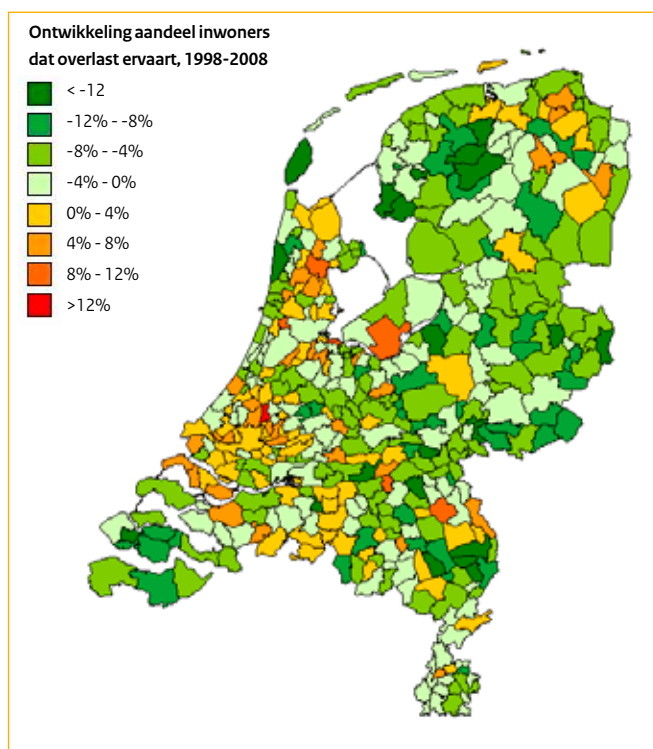 Ontwikkeling aandeel inwoners
dat overlast ervaart, 1998-2008
< -12
-12% - -8%
-8% - -4%
-4% - 0%
0% - 4%
4% - 8%
8% - 12%
>12%